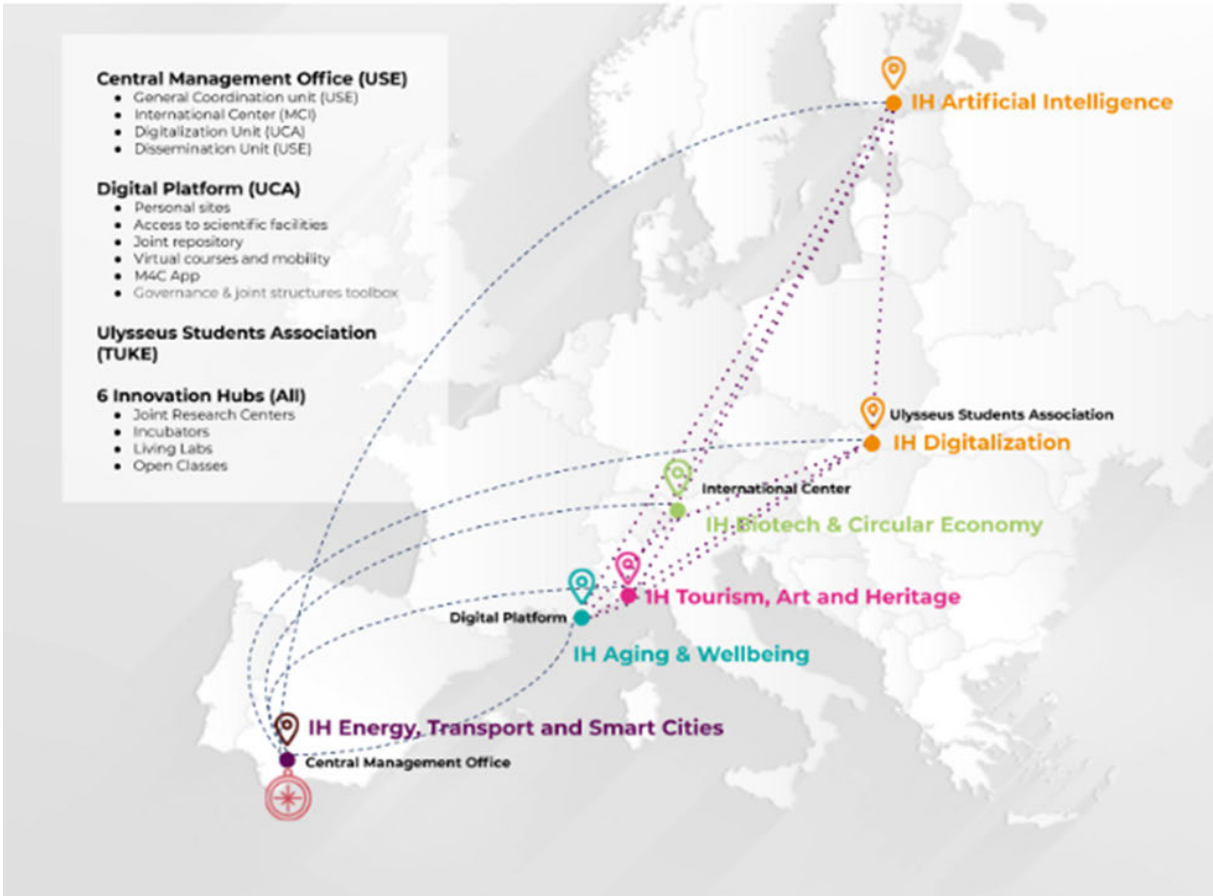 Central Management Office (USE)
• General Coordination unit (USE)
• International Center (MCI)
• Digitalization Unit (UCA)
• Dissemination Unit (USE)
Digital Platform (UCA)
• Personal sites
• Access to scientific facilities
• Joint repository
• Virtual courses and mobility
• M4C App
• Governance & joint structures toolbox
Ulysseus Students Association
(TUKE)
6 Innovation Hubs (All)
• Joint Research Centers
• Incubators
• Living Labs
• Open Classes
IH Artificial Intelligence
Ulysseus Students Association
IH Digitalization
International Center
IH Biotech & Circular Economy
IH Tourism, Art and Heritage
Digital Platform
IH Aging & Wellbeing
IH Energy, Transport and Smart Cities
Central Management Office